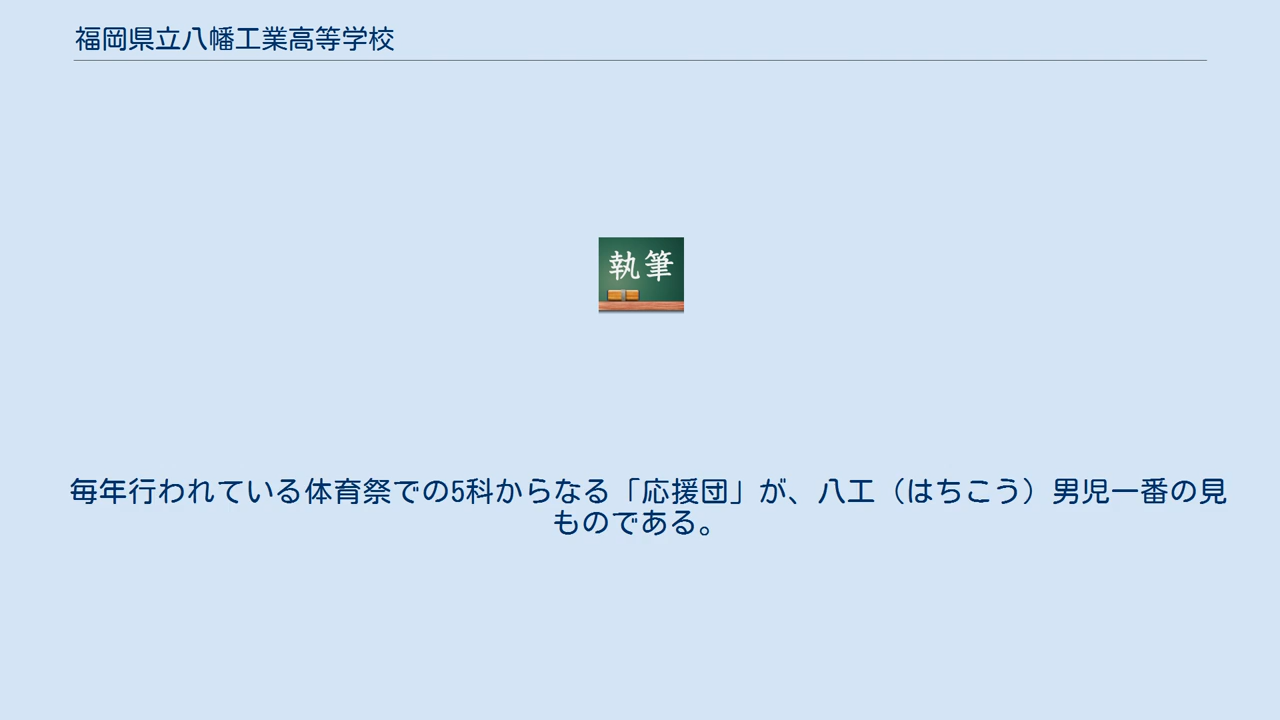 福岡県立八幡工業高等学校
執筆
毎年行われている体育祭での5科からなる「応援団」が、八工（はちこう）男児一番の見
ものである。